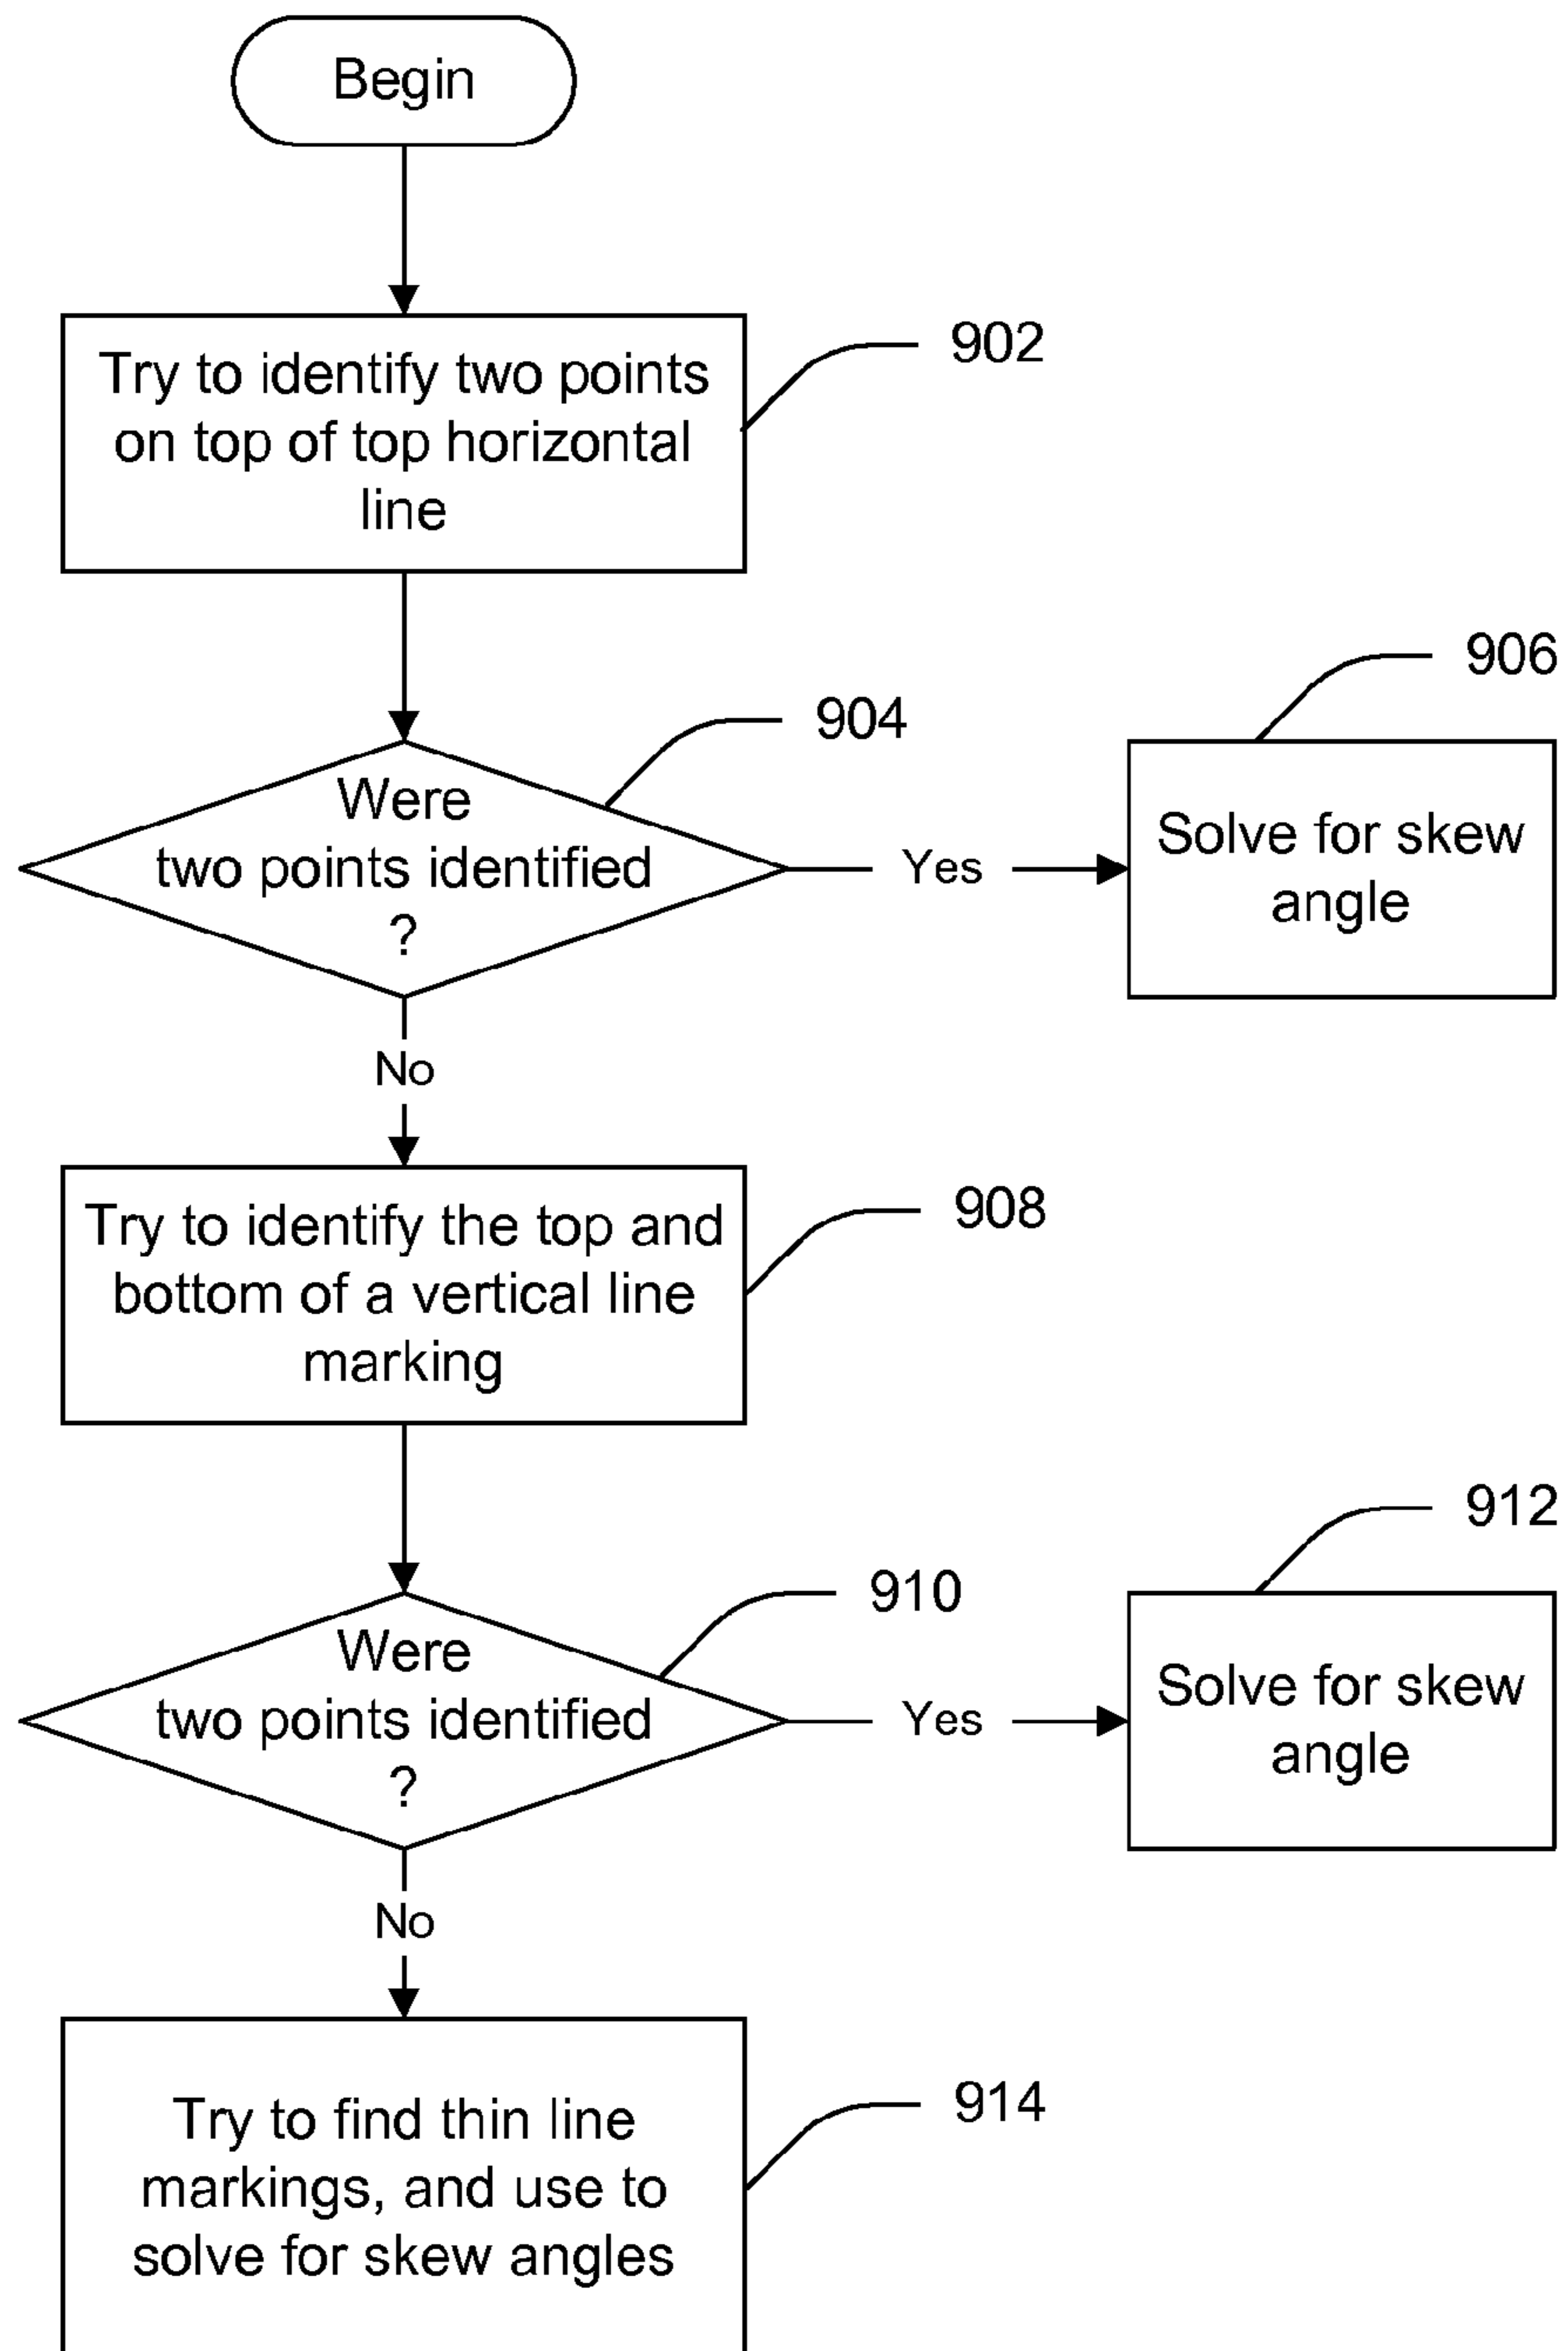 Begin
Try to identify two points
on top of top horizontal
line
902
904
Were
two points identified
?
Yes
906
Solve for skew
angle
No
Try to identify the top and
bottom of a vertical line
marking
908
910
Were
two points identified
?
Yes
912
Solve for skew
angle
No
Try to find thin line
markings, and use to
solve for skew angles
914